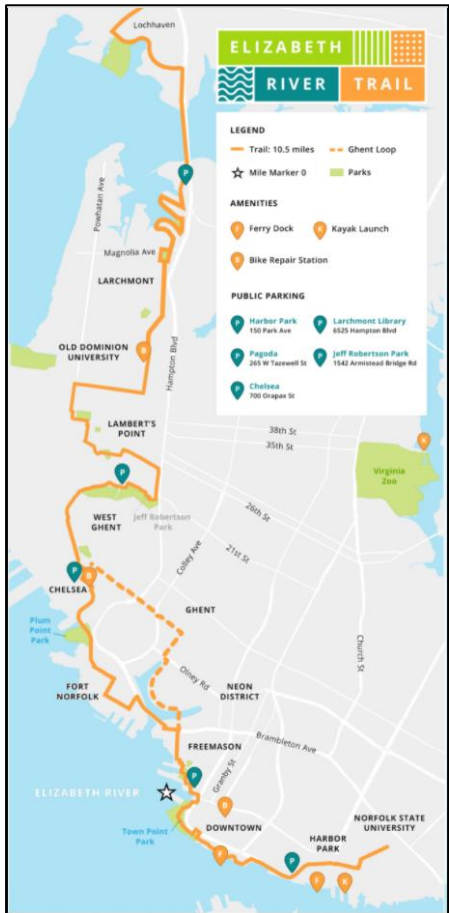 Lochhaven
ELIZABETH
RIVER TRAIL
LEGEND
Trail: 10.5 miles Ghent Loop
Mile Marker 0 Parks
AMENITIES
F Ferry Dock K Kayak Launch
B Bike Repair Station
PUBLIC PARKING
P Harbor Park P Larchmont Library
150 Park Ave 6525 Hampton Blvd
P Pagoda P Jeff Robertson Park
265 W Tazewell St 1542 Armistead Bridge Rd
P Chelsea
700 Orapax St
P
Powhatan Ave
Magnolia Ave
LARCHMONT
OLD DOMINION
UNIVERSITY
B
Hampton Blvd
LAMBERT'S
POINT
38th St
35th St
K
Virginia
Zoo
P
WEST
GHENT
Jeff Robertson
Park
26th St
21st St
Colley Ave
P
B
CHELSEA
GHENT
Plum
Point
Park
Church St
FORT
NORFOLK
Olney Rd
NEON
DISTRICT
Brambleton Ave
FREEMASON
Granby St
P
ELIZABETH RIVER
B
Town Point
Park
DOWNTOWN
NORFOLK STATE
UNIVERSITY
HARBOR
PARK
F
P
F
K